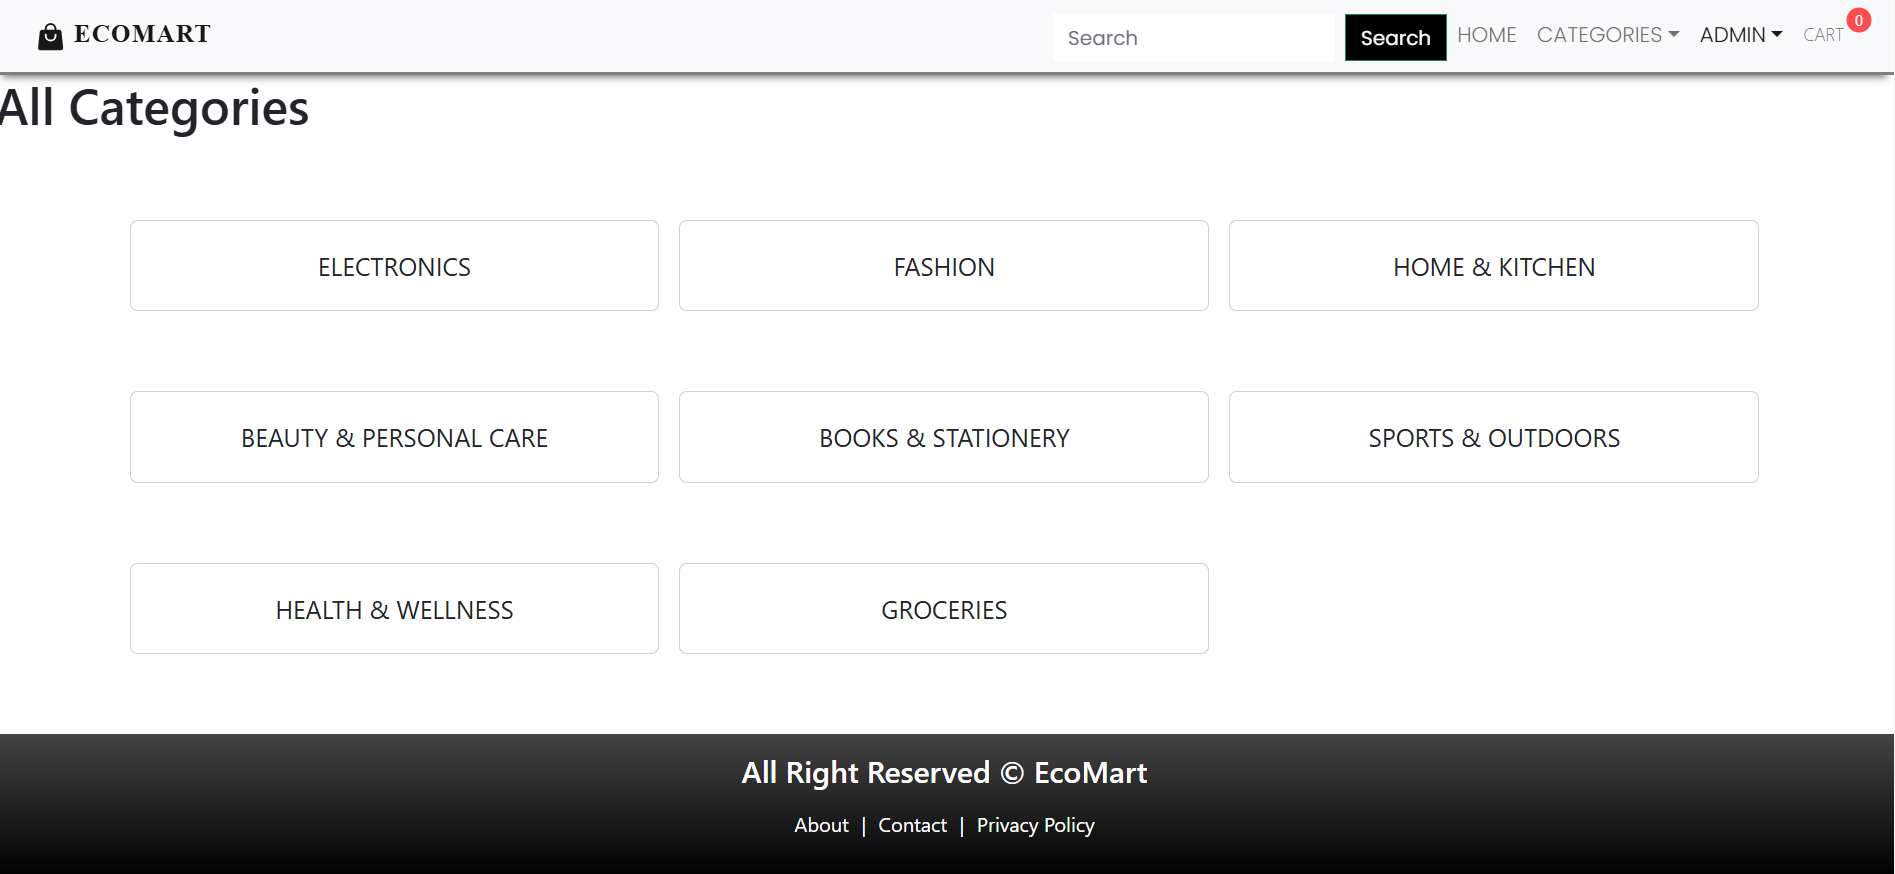 ECOMART
Search Search HOME CATEGORIES ADMIN CART 0
All Categories
ELECTRONICS
FASHION
HOME & KITCHEN
BEAUTY & PERSONAL CARE
BOOKS & STATIONERY
SPORTS & OUTDOORS
HEALTH & WELLNESS
GROCERIES
All Right Reserved © EcoMart
About | Contact | Privacy Policy